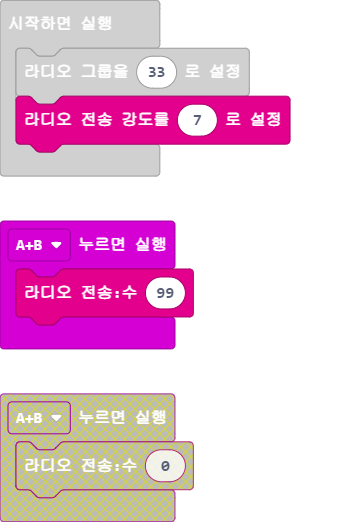 시작하면 실행
라디오 그룹을 33 로 설정
라디오 전송 강도를 7 로 설정
A+B 누르면 실행
라디오 전송:수 99
A+B 누르면 실행
라디오 전송:수 0